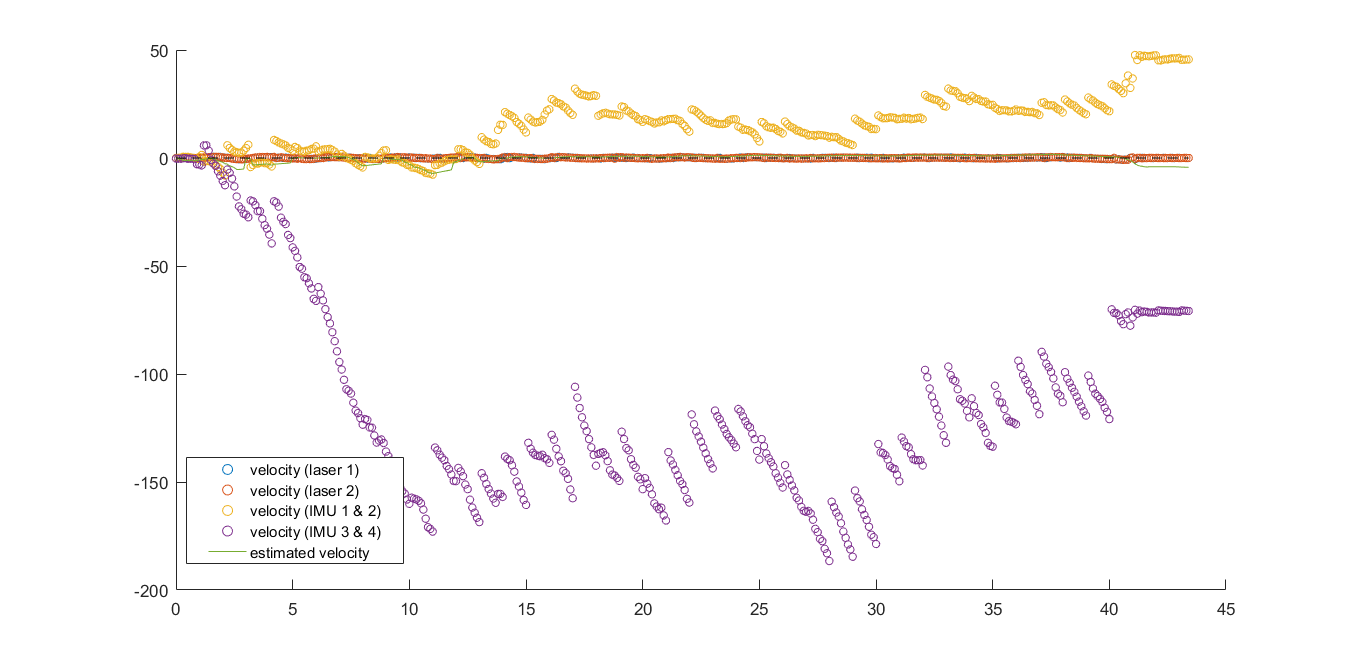 50
0
-50
-100
-150
-200
velocity (laser 1)
velocity (laser 2)
velocity (IMU 1 & 2)
velocity (IMU 3 & 4)
estimated velocity
0 5 10 15 20 25 30 35 40 45